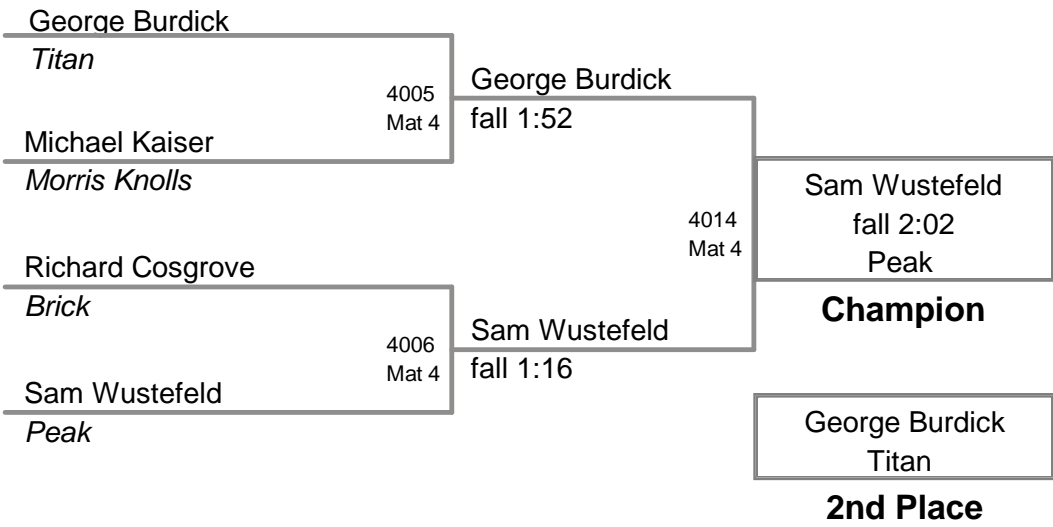 George Burdick
Titan
4005
Mat 4
George Burdick
fall 1:52
Michael Kaiser
Morris Knolls
Sam Wustefeld
fall 2:02
Peak
Champion
4014
Mat 4
Richard Cosgrove
Brick
4006
Mat 4
Sam Wustefeld
fall 1:16
Sam Wustefeld
Peak
George Burdick
Titan
2nd Place